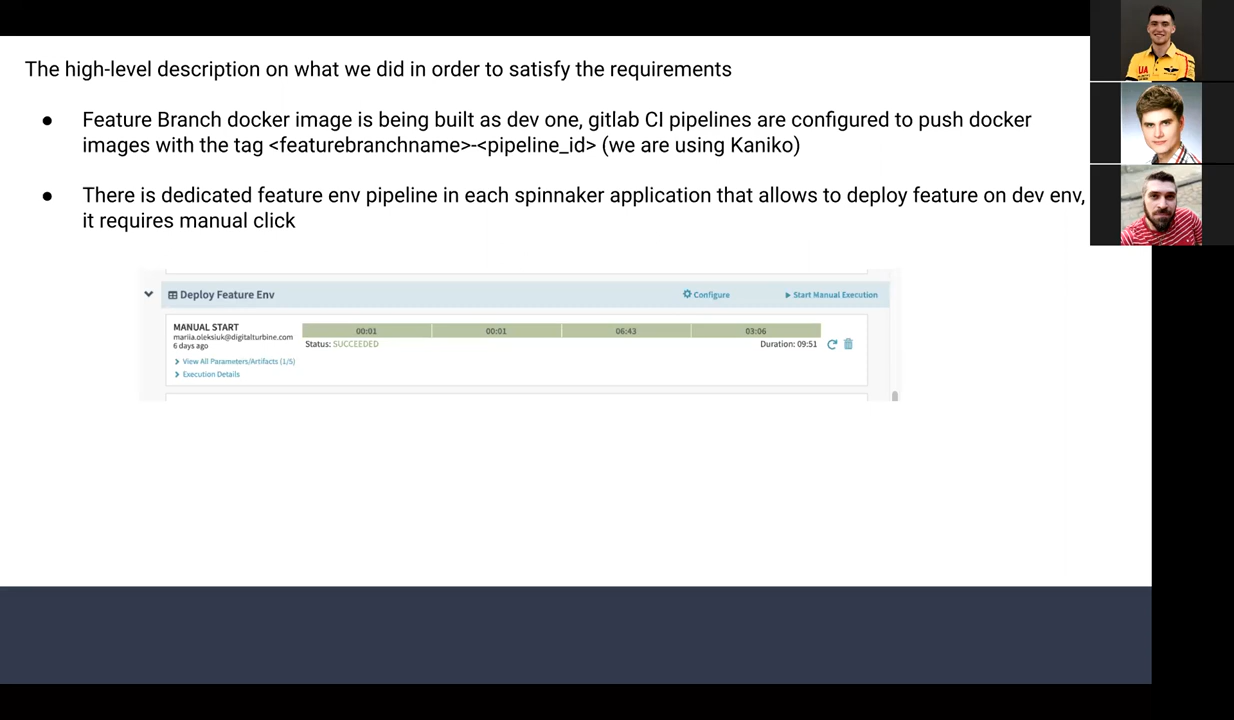 The high-level description on what we did in order to satisfy the requirements
● Feature Branch docker image is being built as dev one, gitlab CI pipelines are configured to push docker
images with the tag <featurebranchname>-<pipeline_id> (we are using Kaniko)
● There is dedicated feature env pipeline in each spinnaker application that allows to deploy feature on dev env,
it requires manual click
Deploy Feature Env Configure Start Manual Execution
MANUAL START 00:01 00:01 06:43 03:06
mariia.oleksiuk@digitalturbine.com Status: SUCCEEDED Duration: 09:51
6 days ago
View All Parameters/Artifacts (1/5)
Execution Details
UA